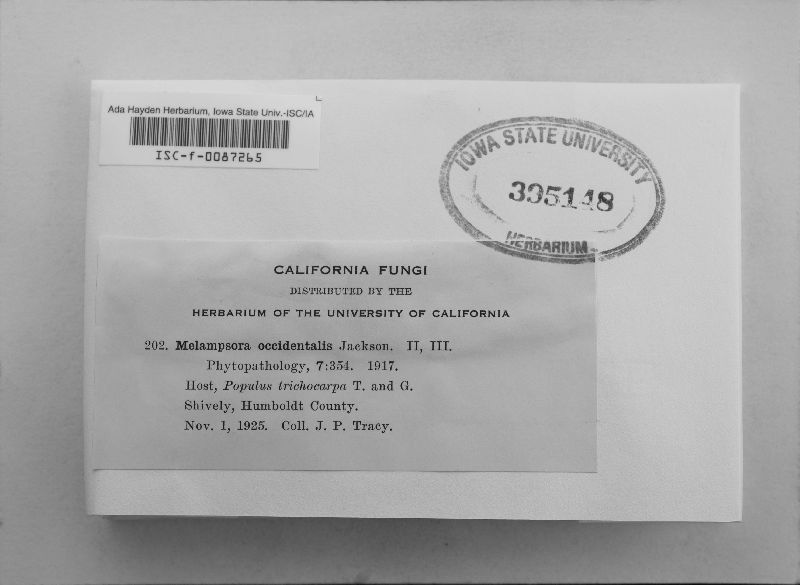 Ada Hayden Herbarium, Iowa State Univ.-ISC/IA
ISC-f-0087265
IOWA STATE UNIVERSITY
395148
HERBARIUM
CALIFORNIA FUNGI
DISTRIBUTED BY THE
HERBARIUM OF THE UNIVERSITY OF CALIFORNIA
202. Melampsora occidentalis Jackson. II, III.
Phytopathology, 7:354. 1917.
Host, Populus trichocarpa T. and G.
Shively, Humboldt County.
Nov. 1, 1925. Coll. J. P. Tracy.